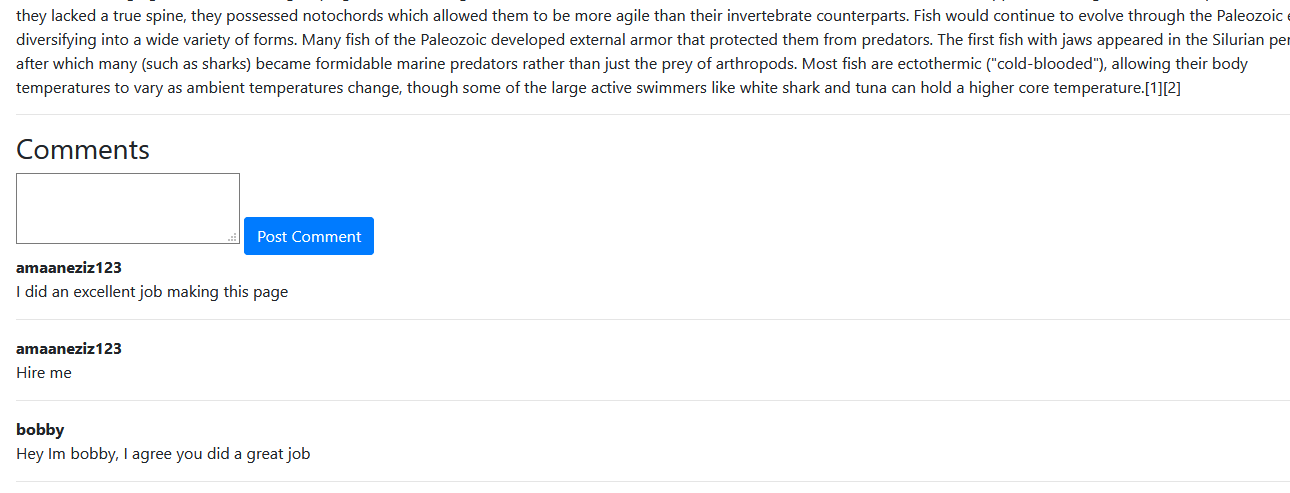 they lacked a true spine, they possessed notochords which allowed them to be more agile than their invertebrate counterparts. Fish would continue to evolve through the Paleozoic
diversifying into a wide variety of forms. Many fish of the Paleozoic developed external armor that protected them from predators. The first fish with jaws appeared in the Silurian
after which many (such as sharks) became formidable marine predators rather than just the prey of arthropods. Most fish are ectothermic ("cold-blooded"), allowing their body
temperatures to vary as ambient temperatures change, though some of the large active swimmers like white shark and tuna can hold a higher core temperature.[1][2]
Comments
Post Comment
amaaneziz123
I did an excellent job making this page
amaaneziz123
Hire me
bobby
Hey Im bobby, I agree you did a great job